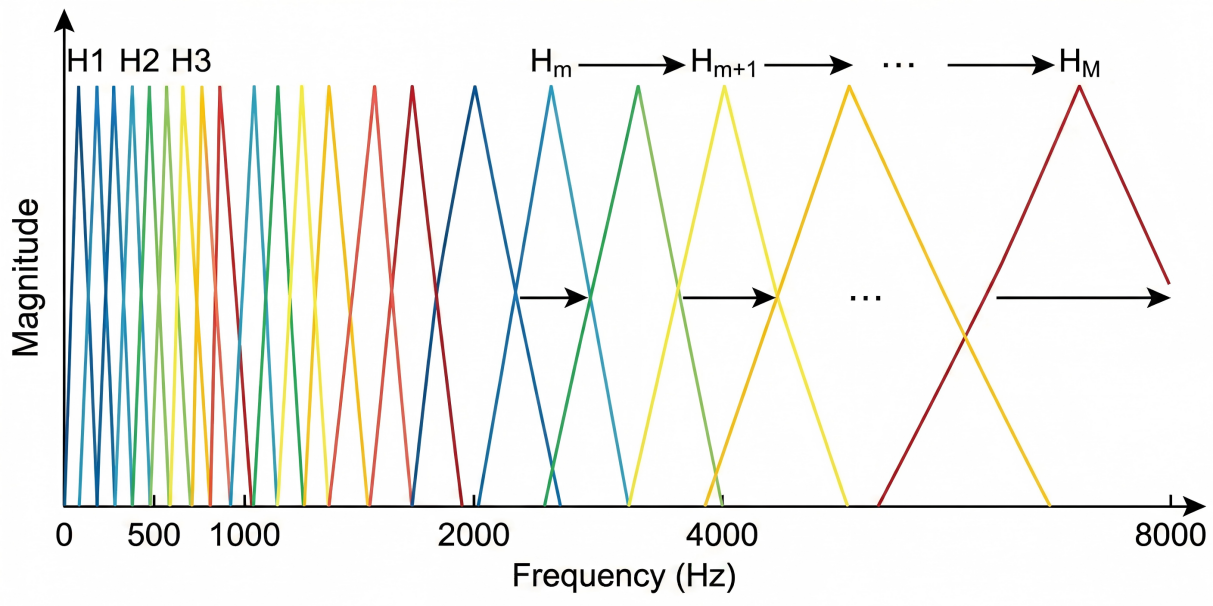 H1 H2 H3 Hm → Hm+1 → ··· → HM
Magnitude
→ → ··· →
0 500 1000 2000 4000 8000
Frequency (Hz)